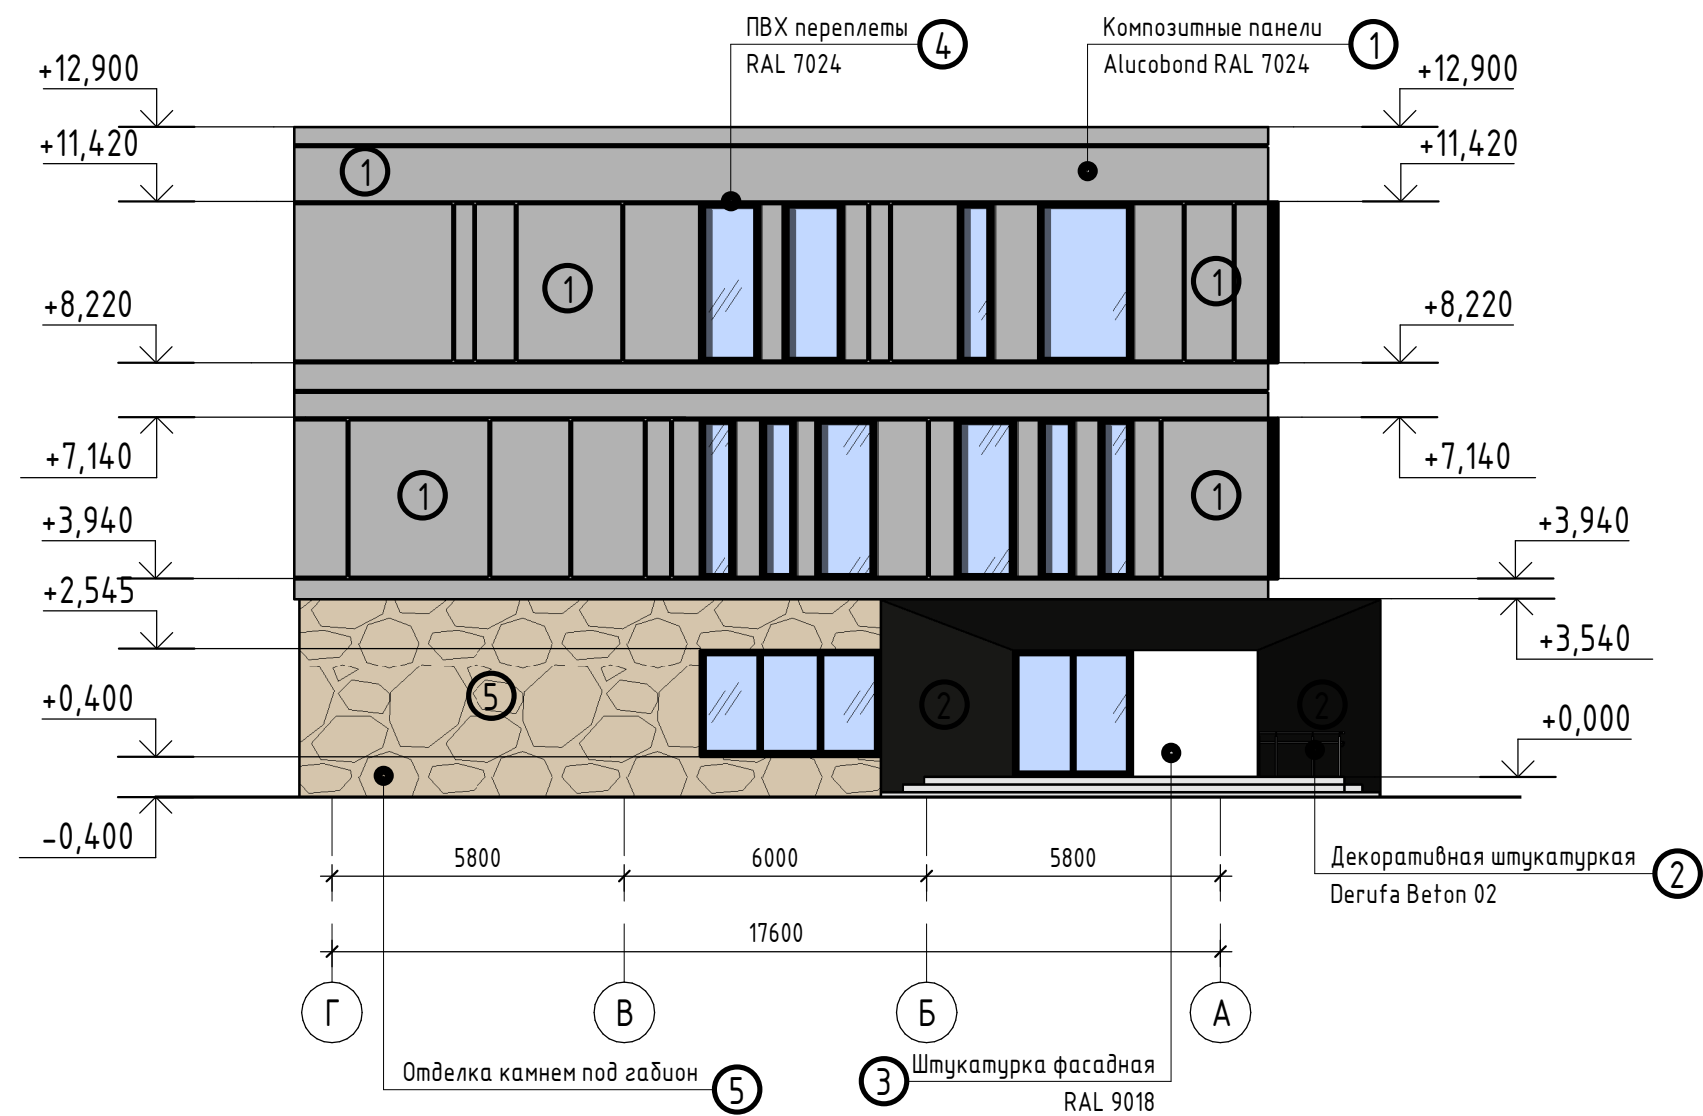 ПВХ переплеты
RAL 7024
4
Композитные панели
Alucobond RAL 7024
1
+12,900
+12,900
+11,420
+11,420
1
1
1
+8,220
+8,220
+7,140
+7,140
1
1
+3,940
+3,940
+2,545
+3,540
5
2
2
+0,400
+0,000
-0,400
5800
6000
5800
17600
Декоративная штукатуркая
Derufa Beton 02
2
Г
В
Б
А
Отделка камнем под габион
5
3
Штукатурка фасадная
RAL 9018